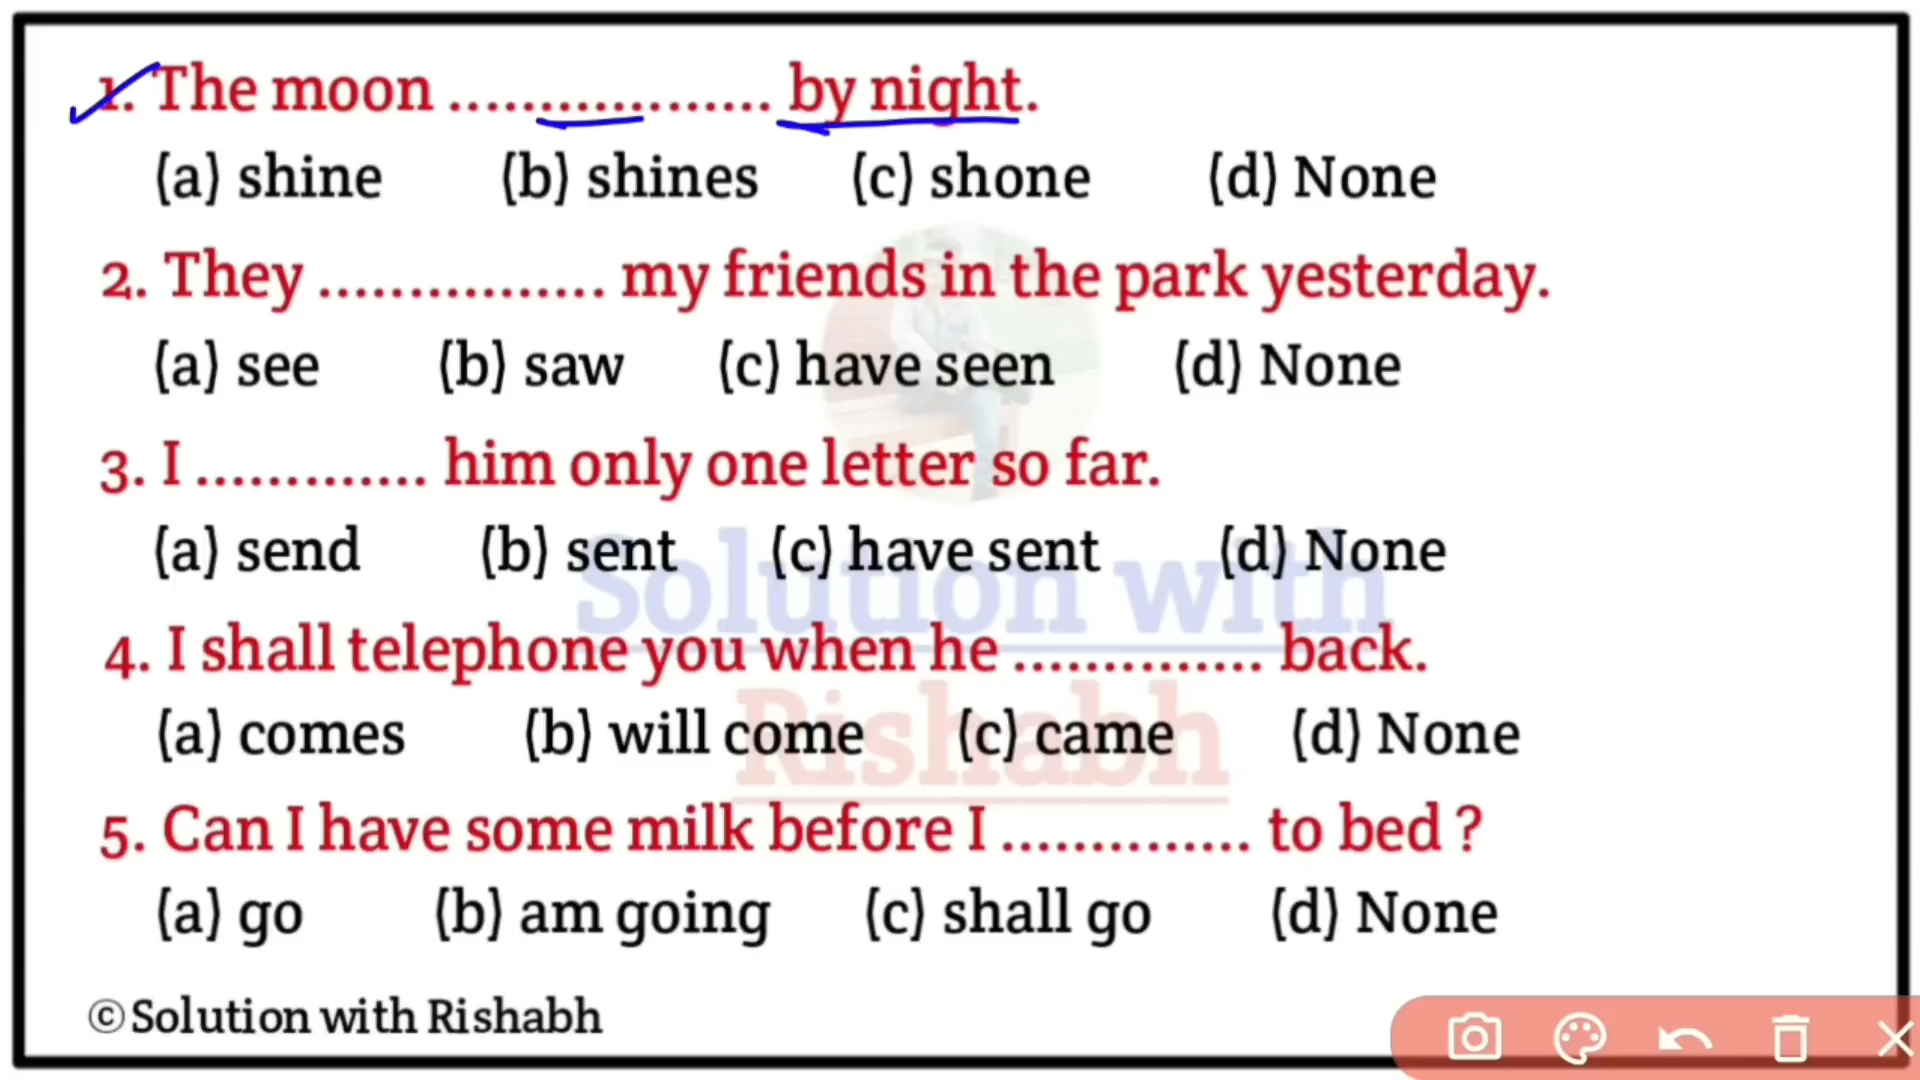 1. The moon .................. by night.
(a) shine (b) shines (c) shone (d) None
2. They ................ my friends in the park yesterday.
(a) see (b) saw (c) have seen (d) None
3. I ............. him only one letter so far.
(a) send (b) sent (c) have sent (d) None
Solution with
4. I shall telephone you when he .............. back.
Rishabh
(a) comes (b) will come (c) came (d) None
5. Can I have some milk before I .............. to bed ?
(a) go (b) am going (c) shall go (d) None
©Solution with Rishabh